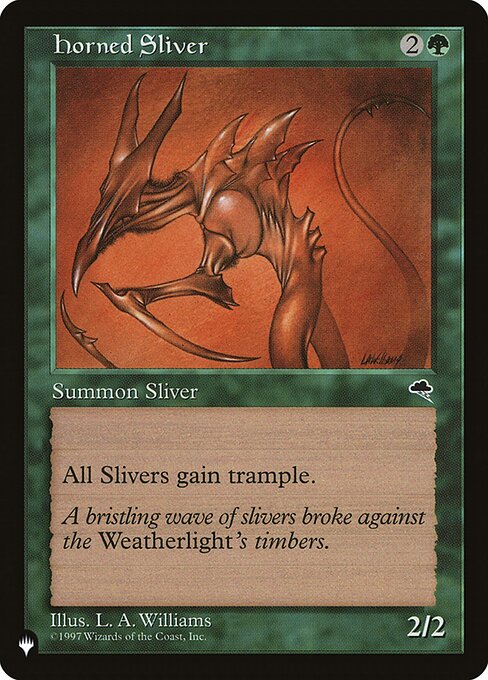 Horned Sliver
2
L.A. Williams
Summon Sliver
All Slivers gain trample.
A bristling wave of slivers broke against
the Weatherlight's timbers.
Illus. L. A. Williams
©1997 Wizards of the Coast, Inc.
2/2